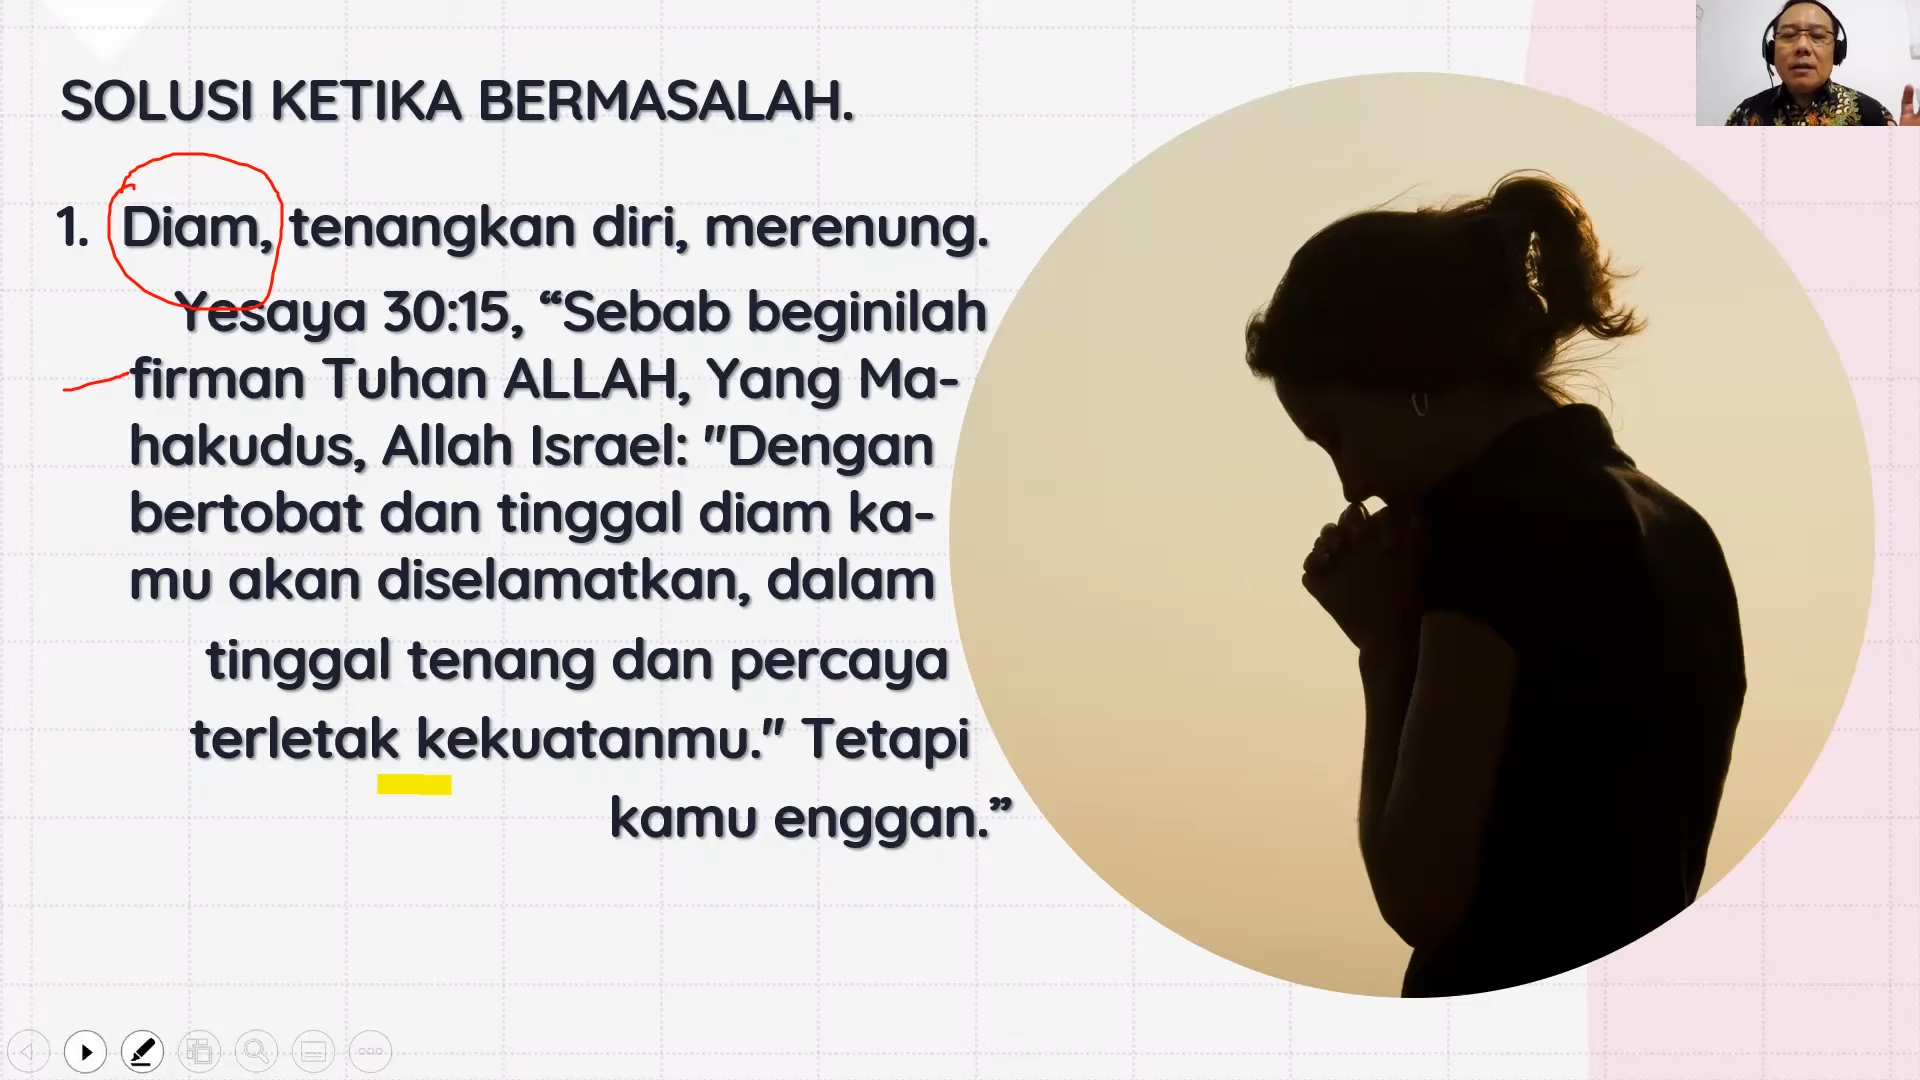 SOLUSI KETIKA BERMASALAH.
1. Diam, tenangkan diri, merenung.
Yesaya 30:15, “Sebab beginilah
firman Tuhan ALLAH, Yang Ma-
hakudus, Allah Israel: "Dengan
bertobat dan tinggal diam ka-
mu akan diselamatkan, dalam
tinggal tenang dan percaya
terletak kekuatanmu." Tetapi
kamu enggan.”